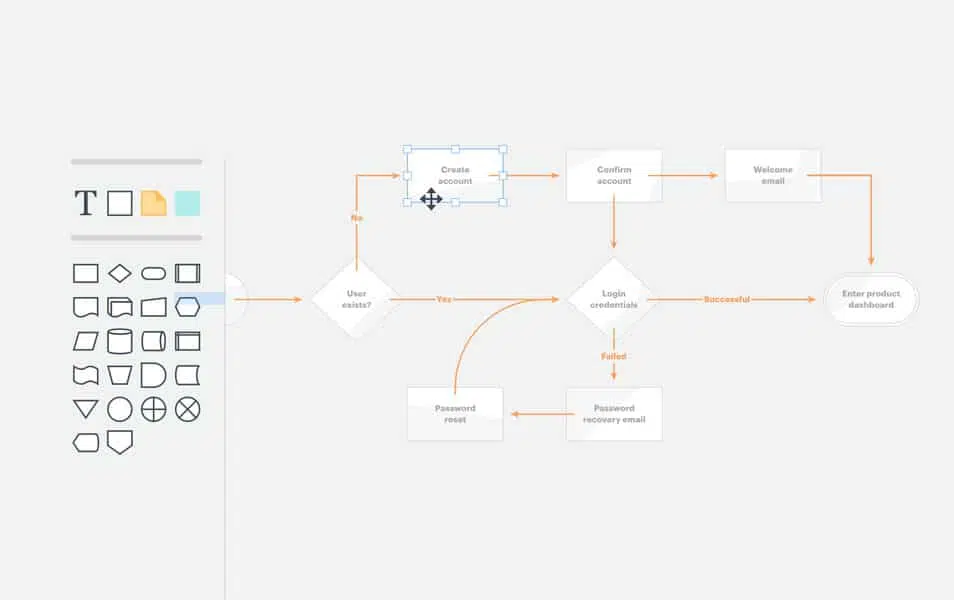 T
Create
account
Confirm
account
Welcome
email
No
User
exists?
Yes
Login
credentials
Successful
Enter product
dashboard
Failed
Password
reset
Password
recovery email